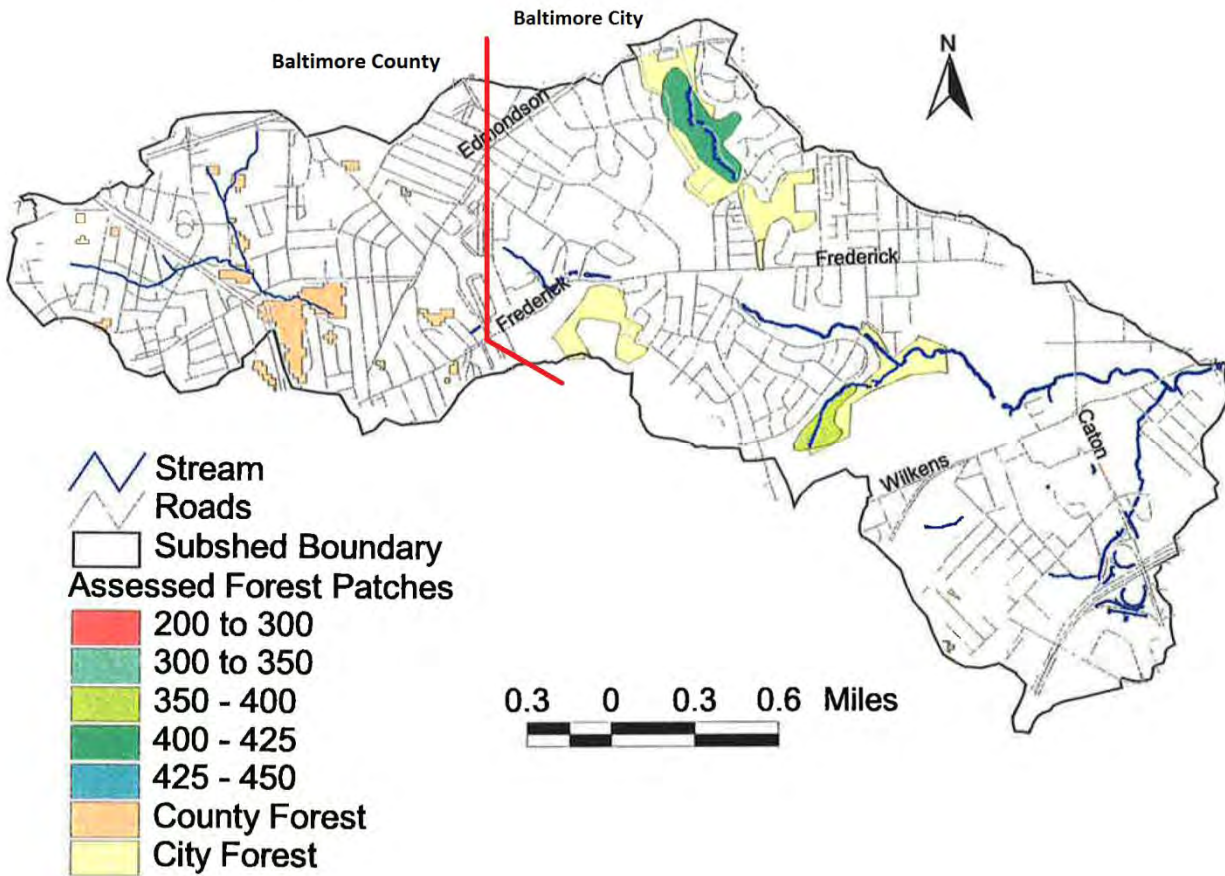 Baltimore City
Baltimore County
N
Edmondson
Frederick
Frederick
Wilkens
Caton
Stream
Roads
Subshed Boundary
Assessed Forest Patches
200 to 300
300 to 350
350 - 400
400 - 425
425 - 450
County Forest
City Forest
0.3 0 0.3 0.6 Miles